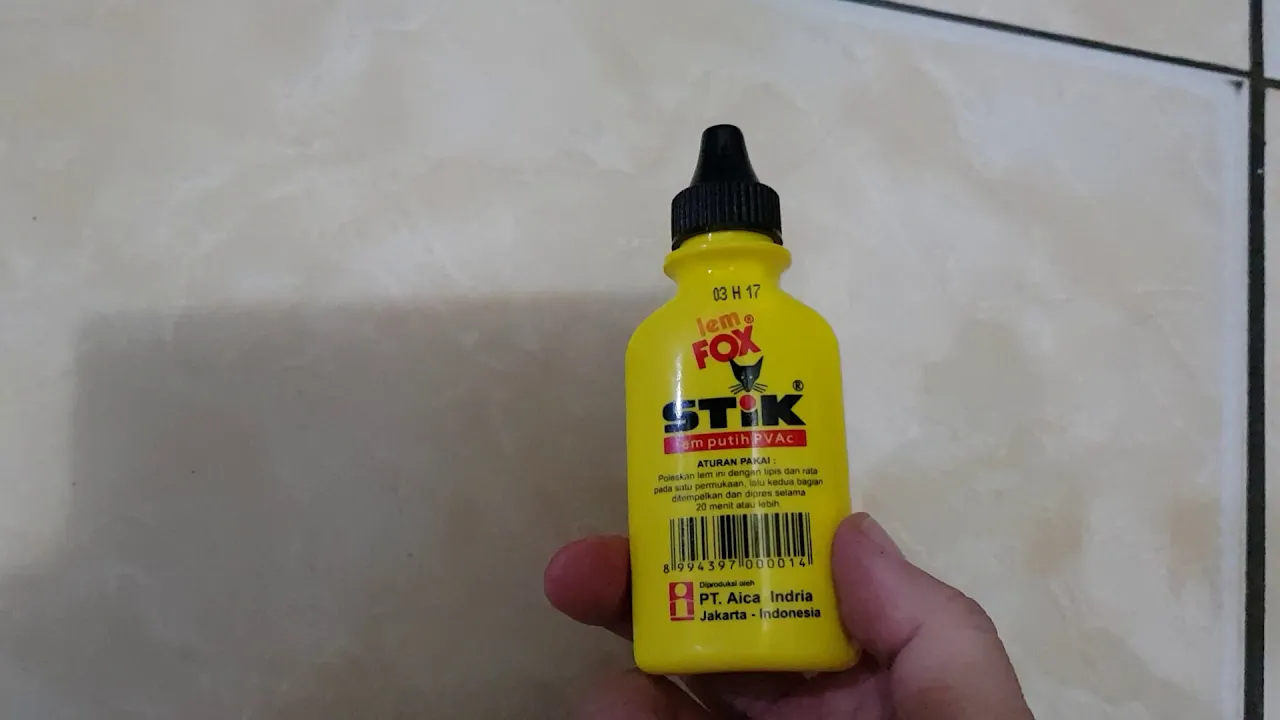 03 H 17
lem®
FOX
STiK®
lem putih PVAc
ATURAN PAKAI :
Poleskan lem ini dengan tipis dan rata
pada satu permukaan, lalu kedua bagian
ditempelkan dan dipres selama
20 menit atau lebih.
8 994397 000014
Diproduksi oleh
PT. Aica Indria
Jakarta - Indonesia